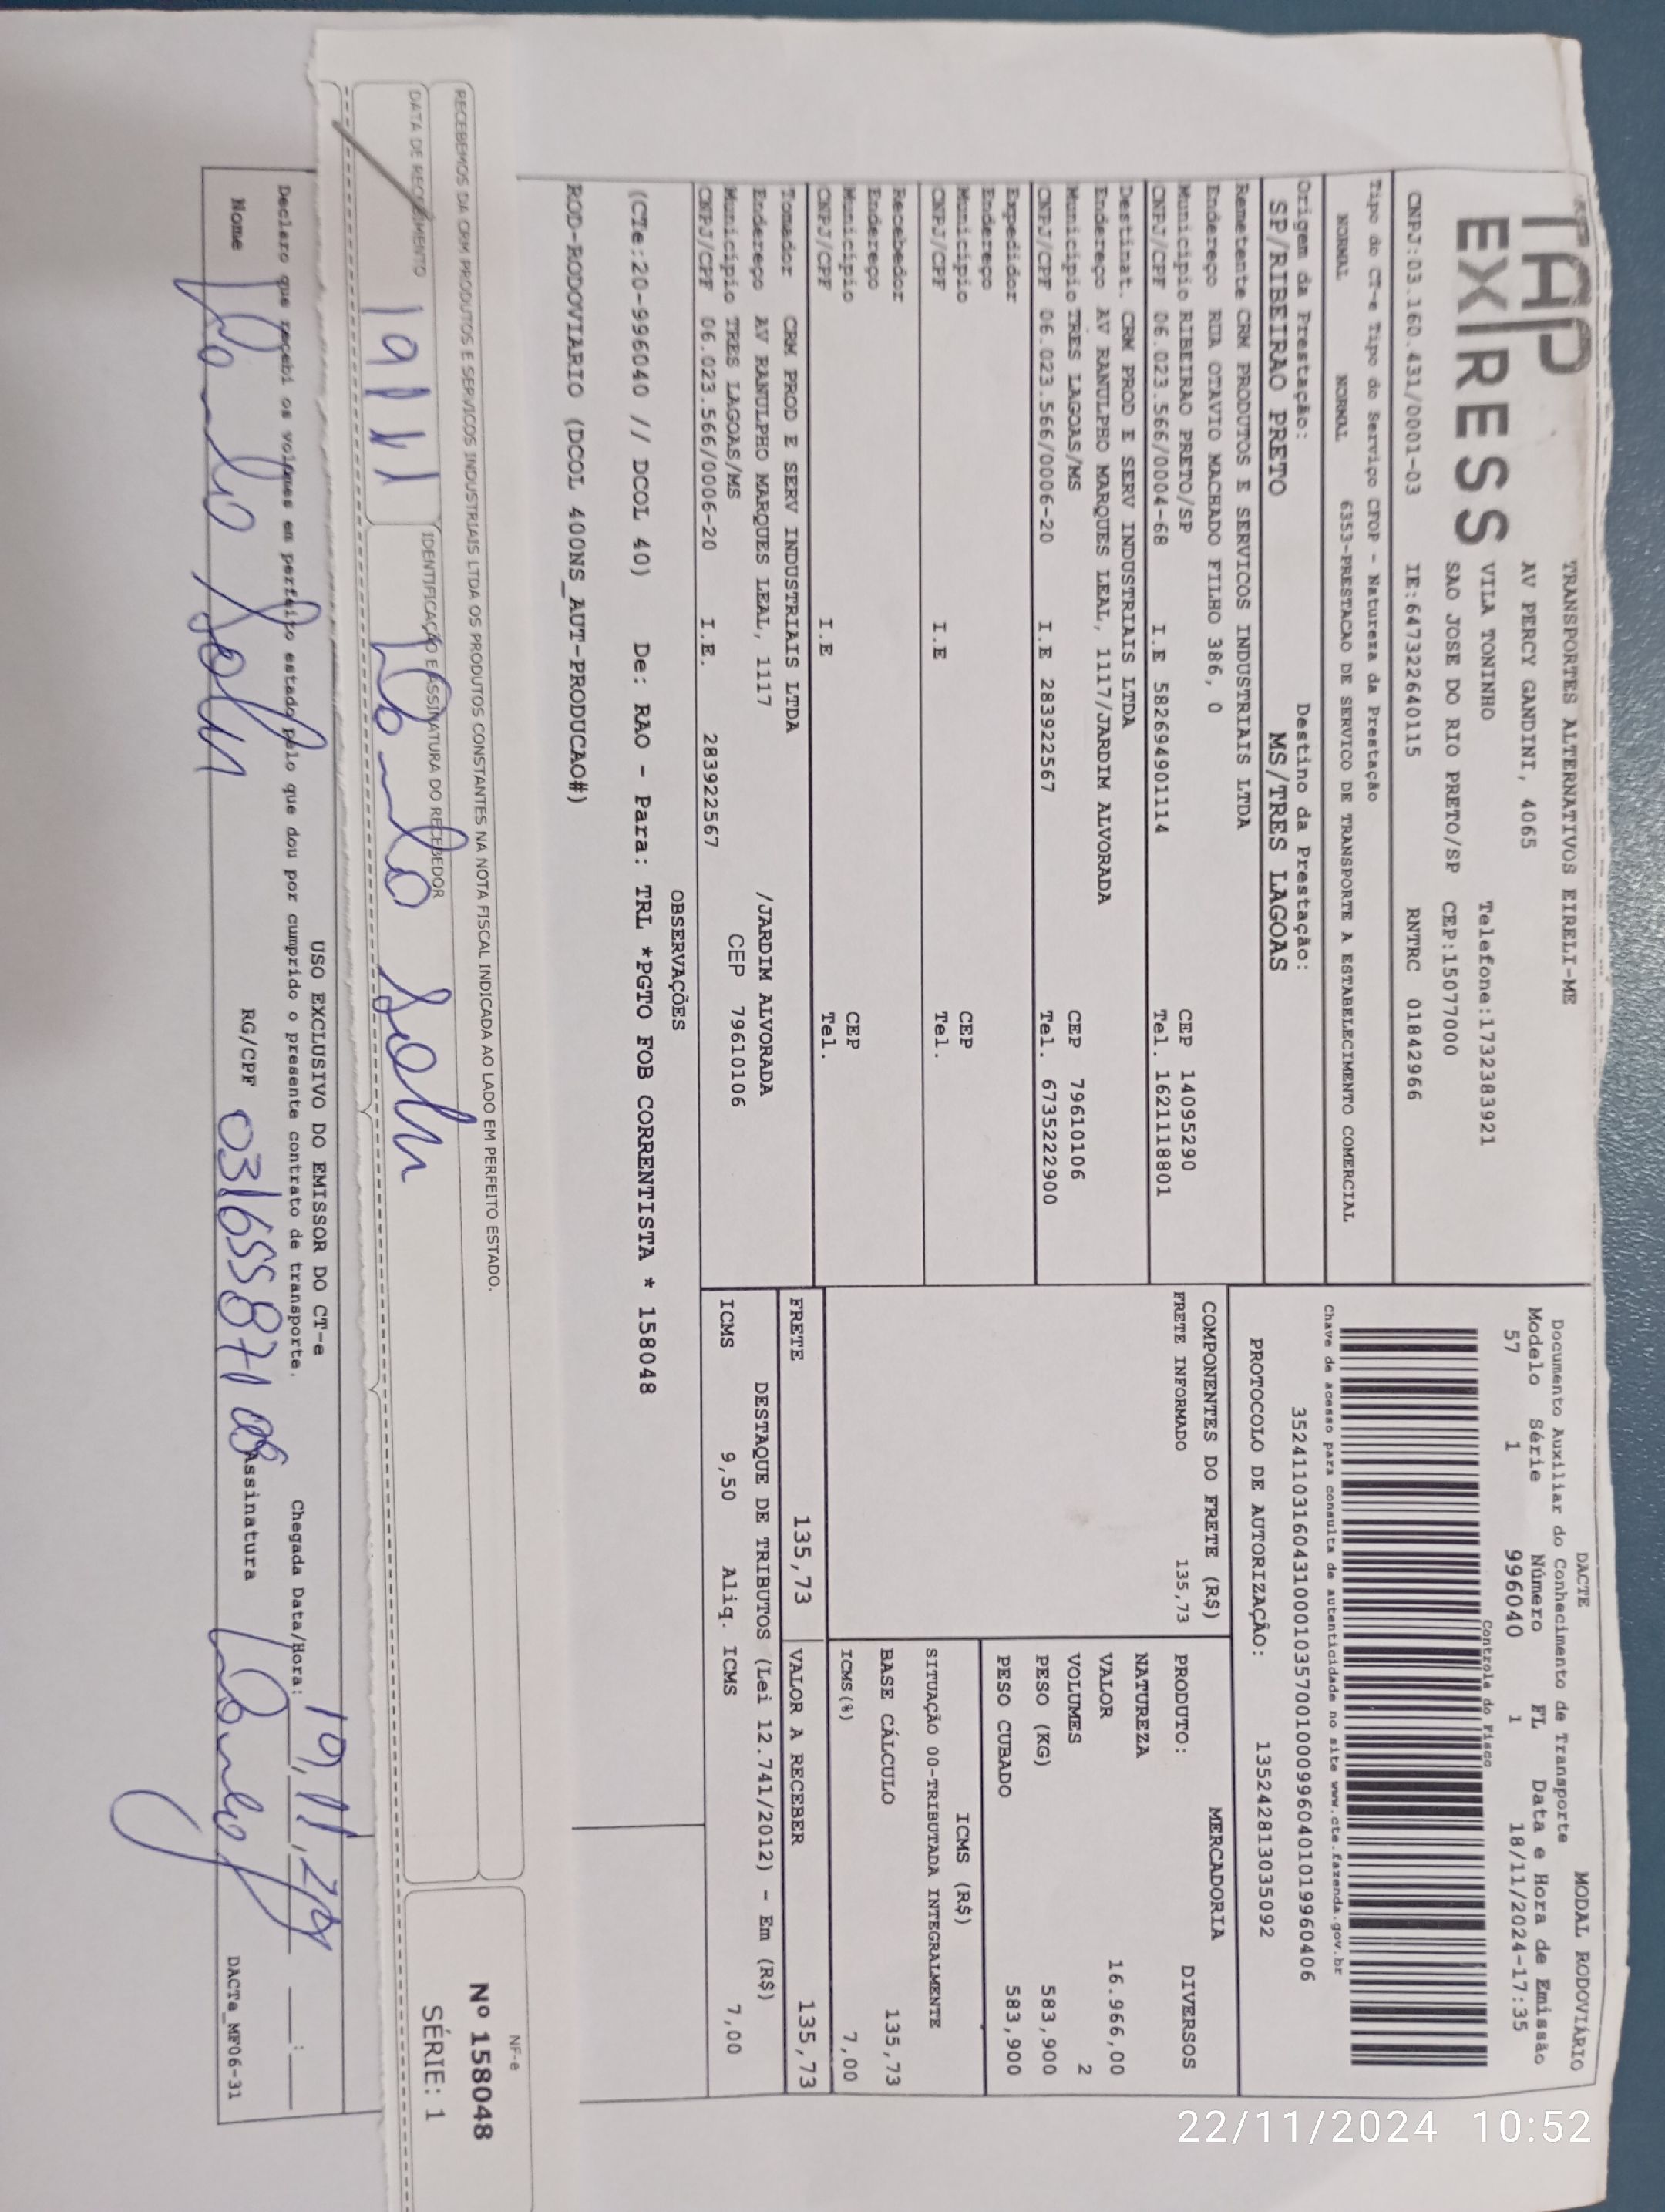 TAP
EXPRESS
TRANSPORTES ALTERNATIVOS EIRELI-ME
AV PERCY GANDINI, 4065
VILA TONINHO Telefone:1732383921
SAO JOSE DO RIO PRETO/SP CEP:15077000
CNPJ:03.160.431/0001-03 IE:647322640115 RNTRC 01842966
DACTE MODAL RODOVIÁRIO
Documento Auxiliar do Conhecimento de Transporte
Modelo Série Número FL Data e Hora de Emissão
57 1 996040 1 18/11/2024-17:35
Controle do Fisco
Tipo do CT-e Tipo do Serviço CFOP - Natureza da Prestação
NORMAL NORMAL 6353-PRESTACAO DE SERVICO DE TRANSPORTE A ESTABELECIMENTO COMERCIAL
Chave de acesso para consulta de autenticidade no site www.cte.fazenda.gov.br
35241103160431000103570010009960401019960406
Origem da Prestação: Destino da Prestação:
SP/RIBEIRAO PRETO MS/TRES LAGOAS
PROTOCOLO DE AUTORIZAÇÃO: 135242813035092
Remetente CRM PRODUTOS E SERVICOS INDUSTRIAIS LTDA
Endereço RUA OTAVIO MACHADO FILHO 386, 0
Município RIBEIRAO PRETO/SP CEP 14095290
CNPJ/CPF 06.023.566/0004-68 I.E 582694901114 Tel. 1621118801
Destinat. CRM PROD E SERV INDUSTRIAIS LTDA
Endereço AV RANULPHO MARQUES LEAL, 1117/JARDIM ALVORADA
Município TRES LAGOAS/MS CEP 79610106
CNPJ/CPF 06.023.566/0006-20 I.E 283922567 Tel. 6735222900
Expedidor
Endereço
Município CEP
CNPJ/CPF I.E Tel.
Recebedor
Endereço
Município CEP
CNPJ/CPF I.E Tel.
Tomador CRM PROD E SERV INDUSTRIAIS LTDA
Endereço AV RANULPHO MARQUES LEAL, 1117 /JARDIM ALVORADA
Município TRES LAGOAS/MS CEP 79610106
CNPJ/CPF 06.023.566/0006-20 I.E. 283922567
COMPONENTES DO FRETE (R$)
FRETE INFORMADO 135,73
MERCADORIA
PRODUTO: DIVERSOS
NATUREZA
VALOR 16.966,00
VOLUMES 2
PESO (KG) 583,900
PESO CUBADO 583,900
ICMS (R$)
SITUAÇÃO 00-TRIBUTADA INTEGRALMENTE
BASE CÁLCULO 135,73
ICMS(%) 7,00
FRETE 135,73 VALOR A RECEBER 135,73
DESTAQUE DE TRIBUTOS (Lei 12.741/2012) - Em (R$)
ICMS 9,50 Aliq. ICMS 7,00
OBSERVAÇÕES
(CTe:20-996040 // DCOL 40) De: RAO - Para: TRL *PGTO FOB CORRENTISTA * 158048
ROD-RODOVIARIO (DCOL 400NS_AUT-PRODUCAO#)
RECEBEMOS DA CRM PRODUTOS E SERVICOS INDUSTRIAIS LTDA OS PRODUTOS CONSTANTES NA NOTA FISCAL INDICADA AO LADO EM PERFEITO ESTADO.
DATA DE RECEBIMENTO IDENTIFICAÇÃO E ASSINATURA DO RECEBEDOR
19/11
NF-e
Nº 158048
SÉRIE: 1
USO EXCLUSIVO DO EMISSOR DO CT-e
Declaro que recebi os volumes em perfeito estado pelo que dou por cumprido o presente contrato de transporte. Chegada Data/Hora: 19/11/24 :
Nome RG/CPF Assinatura
DACTe_MF06-31
22/11/2024 10:52